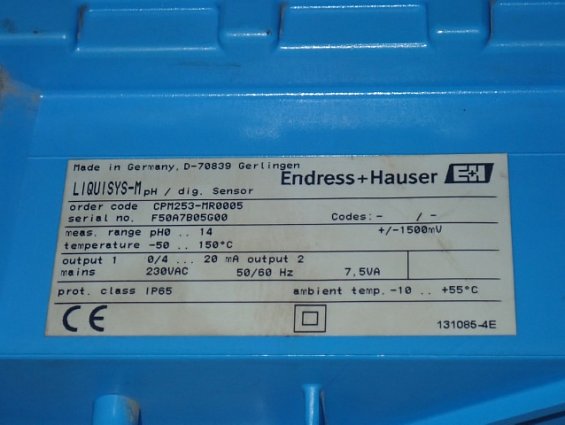 Made in Germany, D-70839 Gerlingen
LIQUISYS-M pH / dig. Sensor
Endress+Hauser E+H
order code CPM253-MR0005
serial no. F50A7B05G00 Codes: - / -
meas. range pH0 .. 14 +/-1500mV
temperature -50 .. 150°C
output 1 0/4 ... 20 mA output 2
mains 230VAC 50/60 Hz 7,5VA
prot. class IP65 ambient temp. -10 .. +55°C
CE
131085-4E